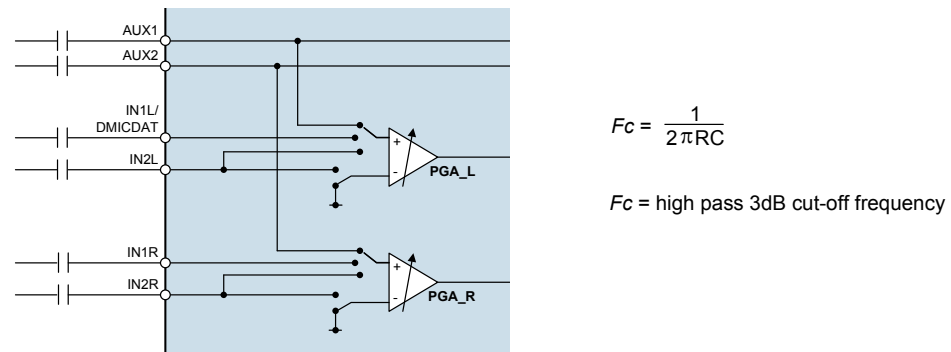 AUX1
AUX2
IN1L/
DMICDAT
IN2L
+
-
PGA_L
IN1R
IN2R
+
-
PGA_R
Fc = 1
2πRC
Fc = high pass 3dB cut-off frequency